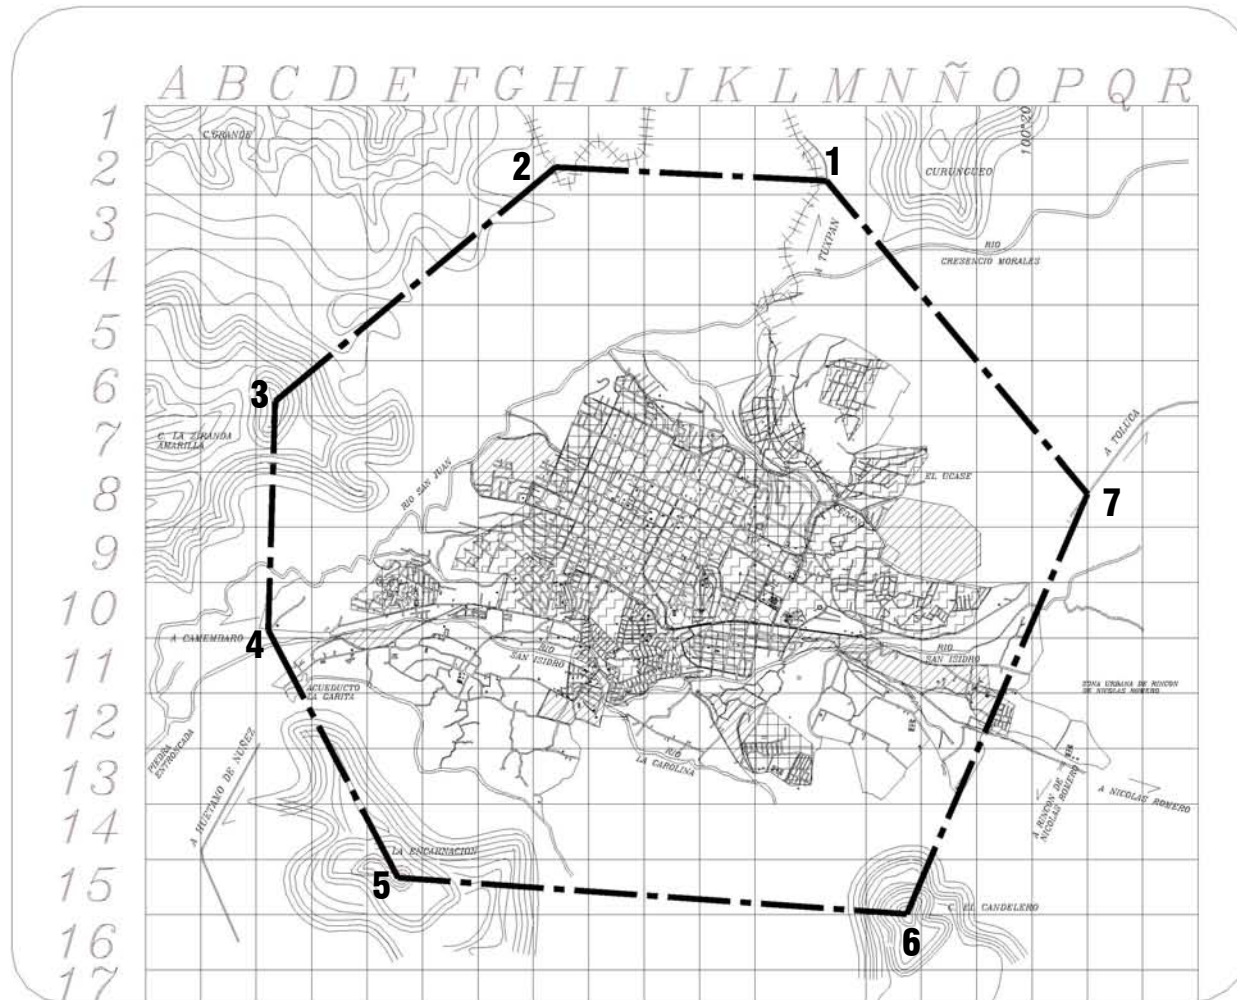 A B C D E F G H I J K L M N Ñ O P Q R
1
C. GRANDE
100°20'
2
2
1
CURUNGUEO
3
A TUXPAN
RIO
CRESENCIO MORALES
4
5
6
3
7
C. LA ZIRANDA
AMARILLA
A TOLUCA
RIO SAN JUAN
EL UCASE
8
7
9
10
A CAMEMBARO
4
11
RIO
SAN ISIDRO
RIO
SAN ISIDRO
ACUEDUCTO
LA GARITA
ZONA URBANA DE RINCON
DE NICOLAS ROMERO
12
PIEDRA
ENTRONCADA
A HUETAMO DE NUÑEZ
RIO
LA CAROLINA
13
A RINCON DE
NICOLAS ROMERO
A NICOLAS ROMERO
14
LA ENCARNACION
15
5
C. EL CANDELERO
16
6
17